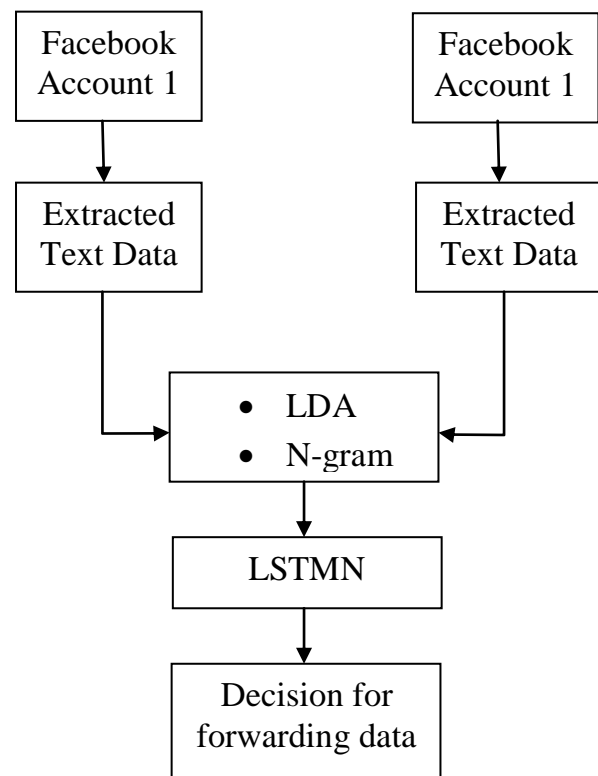 Facebook
Account 1
Facebook
Account 1
Extracted
Text Data
Extracted
Text Data
• LDA
• N-gram
LSTMN
Decision for
forwarding data